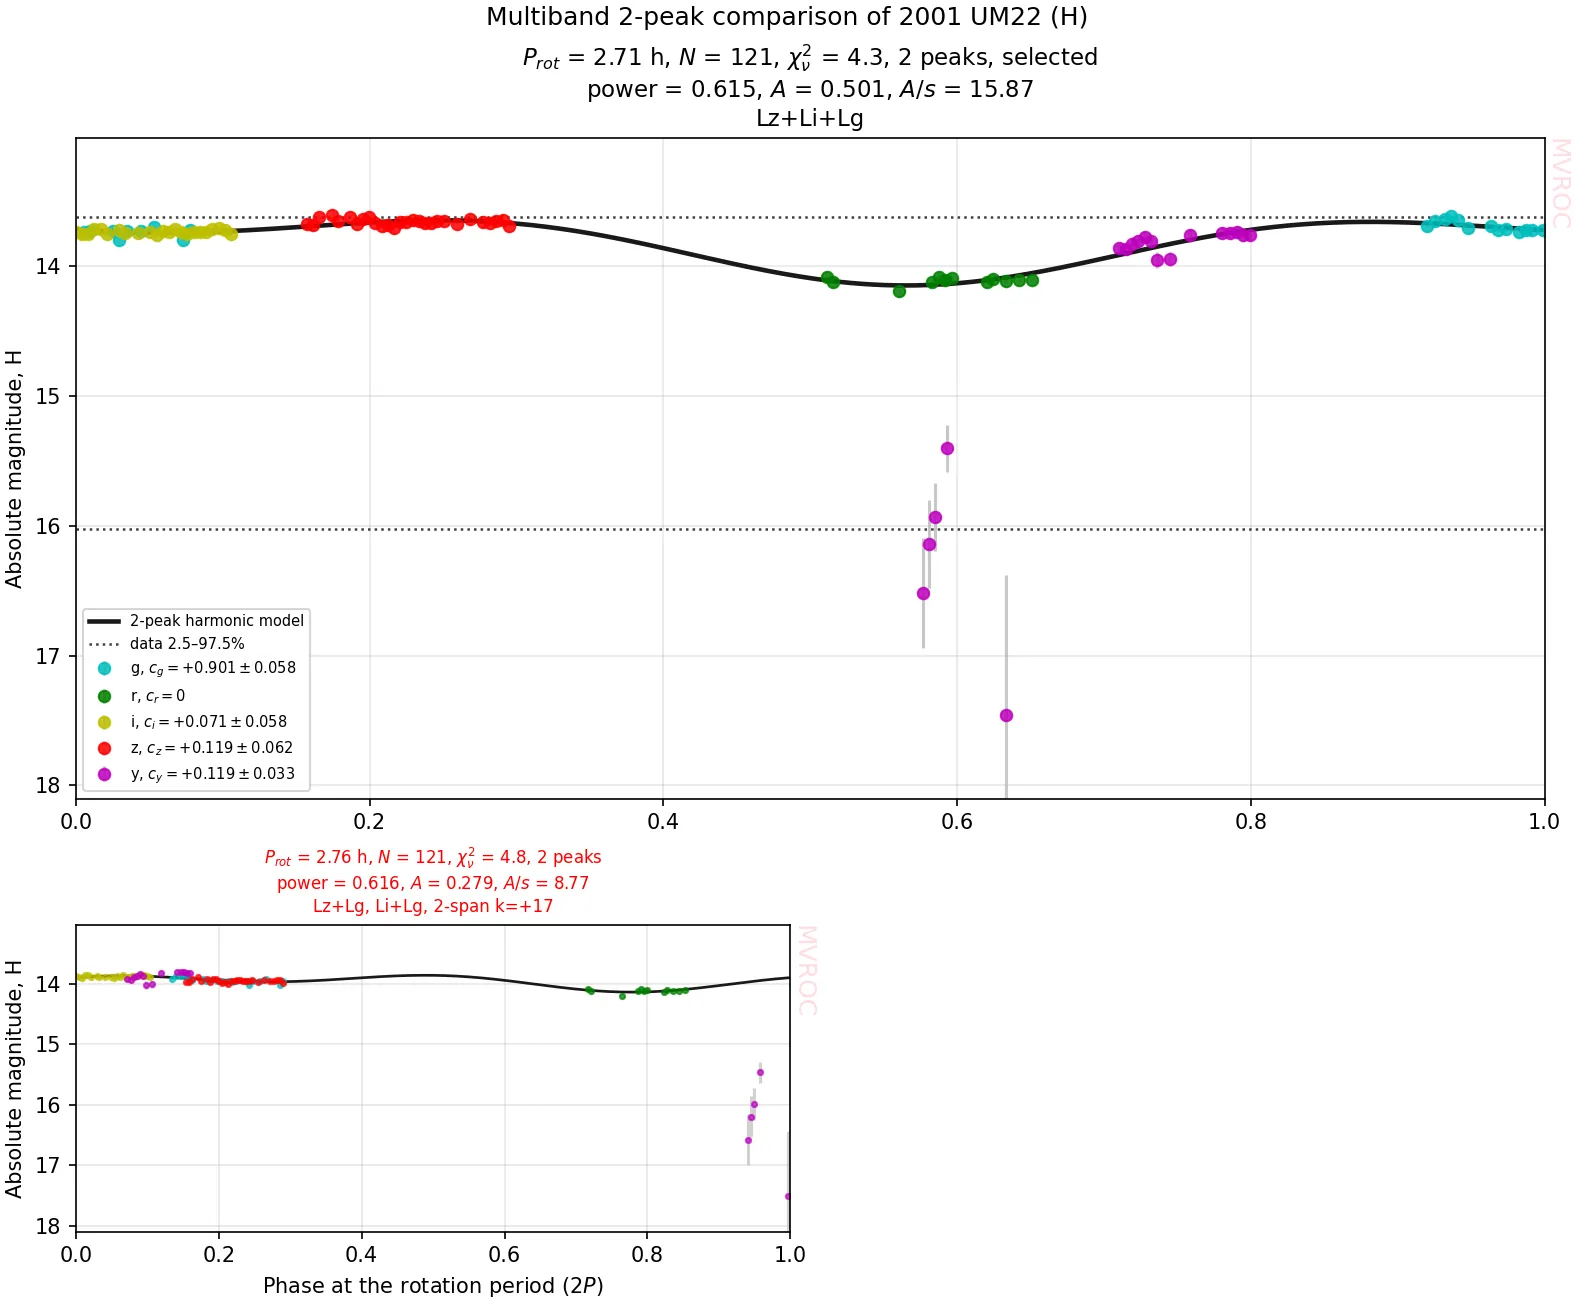 Multiband 2-peak comparison of 2001 UM22 (H)
P_rot = 2.71 h, N = 121, χ²_ν = 4.3, 2 peaks, selected
power = 0.615, A = 0.501, A/s = 15.87
Lz+Li+Lg
MVROC
14
15
16
17
18
Absolute magnitude, H
2-peak harmonic model
data 2.5–97.5%
g, c_g = +0.901 ± 0.058
r, c_r = 0
i, c_i = +0.071 ± 0.058
z, c_z = +0.119 ± 0.062
y, c_y = +0.119 ± 0.033
0.0 0.2 0.4 0.6 0.8 1.0
P_rot = 2.76 h, N = 121, χ²_ν = 4.8, 2 peaks
power = 0.616, A = 0.279, A/s = 8.77
Lz+Lg, Li+Lg, 2-span k=+17
MVROC
14
15
16
17
18
Absolute magnitude, H
0.0 0.2 0.4 0.6 0.8 1.0
Phase at the rotation period (2P)